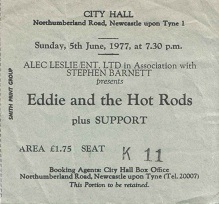 CITY HALL
Northumberland Road, Newcastle upon Tyne 1
Sunday, 5th June, 1977, at 7.30 p.m.
ALEC LESLIE ENT. LTD in Association with
STEPHEN BARNETT
presents
Eddie and the Hot Rods
plus SUPPORT
AREA £1.75 SEAT K 11
Booking Agents: City Hall Box Office
Northumberland Road, Newcastle upon Tyne (Tel. 20007)
This Portion to be retained.
SMITH PRINT GROUP